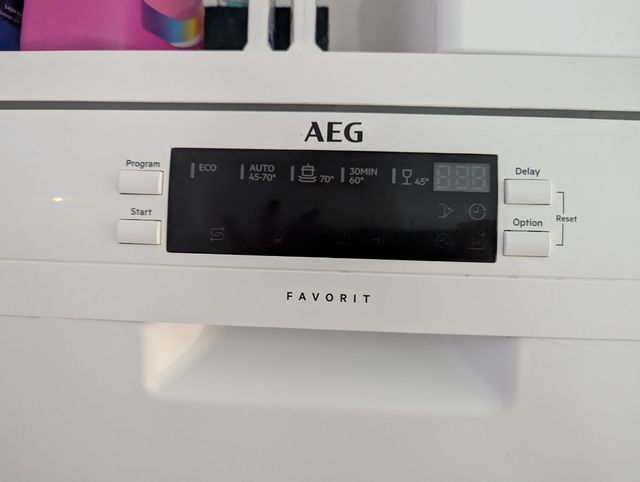 AEG
Program
Start
ECO
AUTO
45-70°
70°
30MIN
60°
45°
Delay
Option
Reset
FAVORIT